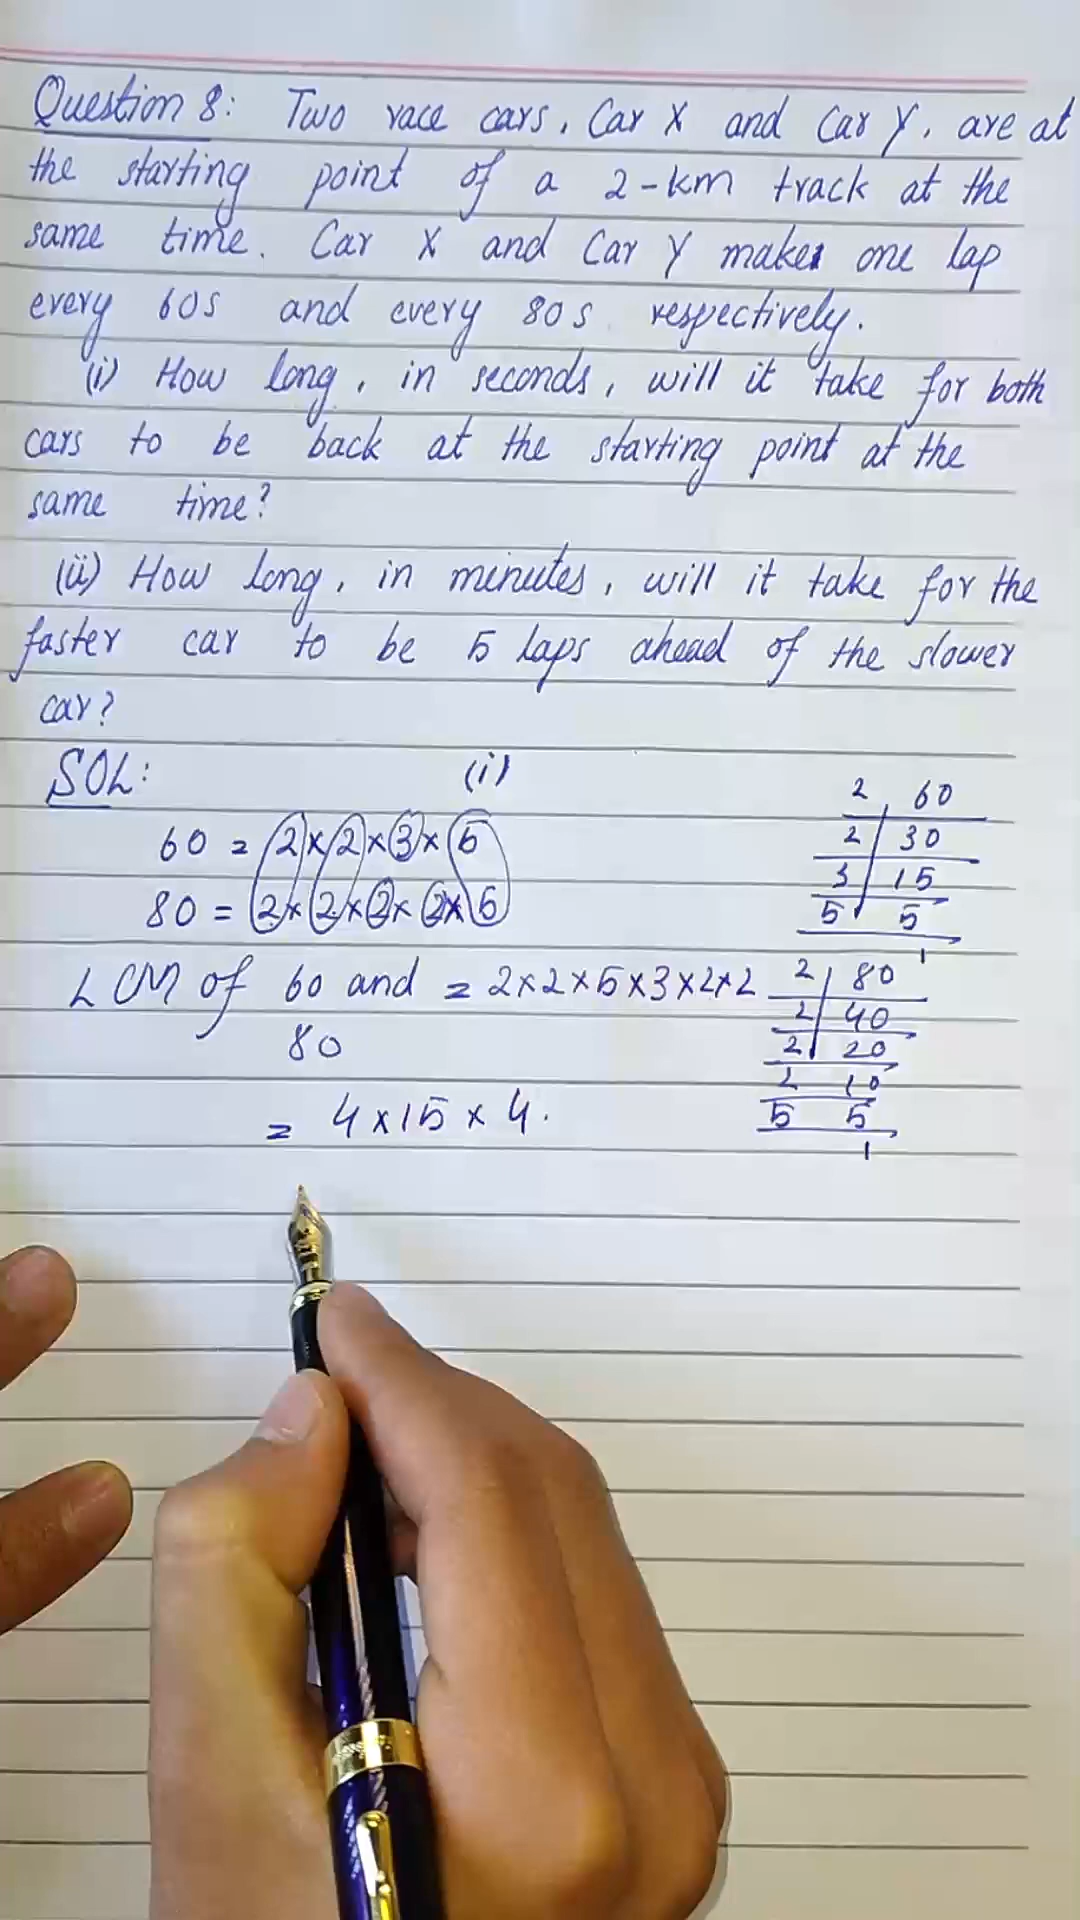 Question 8: Two race cars, Car X and Car Y, are at
the starting point of a 2-km track at the
same time. Car X and Car Y makes one lap
every 60s and every 80s respectively.
(i) How long, in seconds, will it take for both
cars to be back at the starting point at the
same time?
(ii) How long, in minutes, will it take for the
faster car to be 5 laps ahead of the slower
car?
SOL: (i)
60 = 2×2×3×5
80 = 2×2×2×2×5
LCM of 60 and = 2×2×5×3×2×2
80
= 4×15×4.
2 60
2 30
3 15
5 5
1
2 80
2 40
2 20
2 10
5 5
1